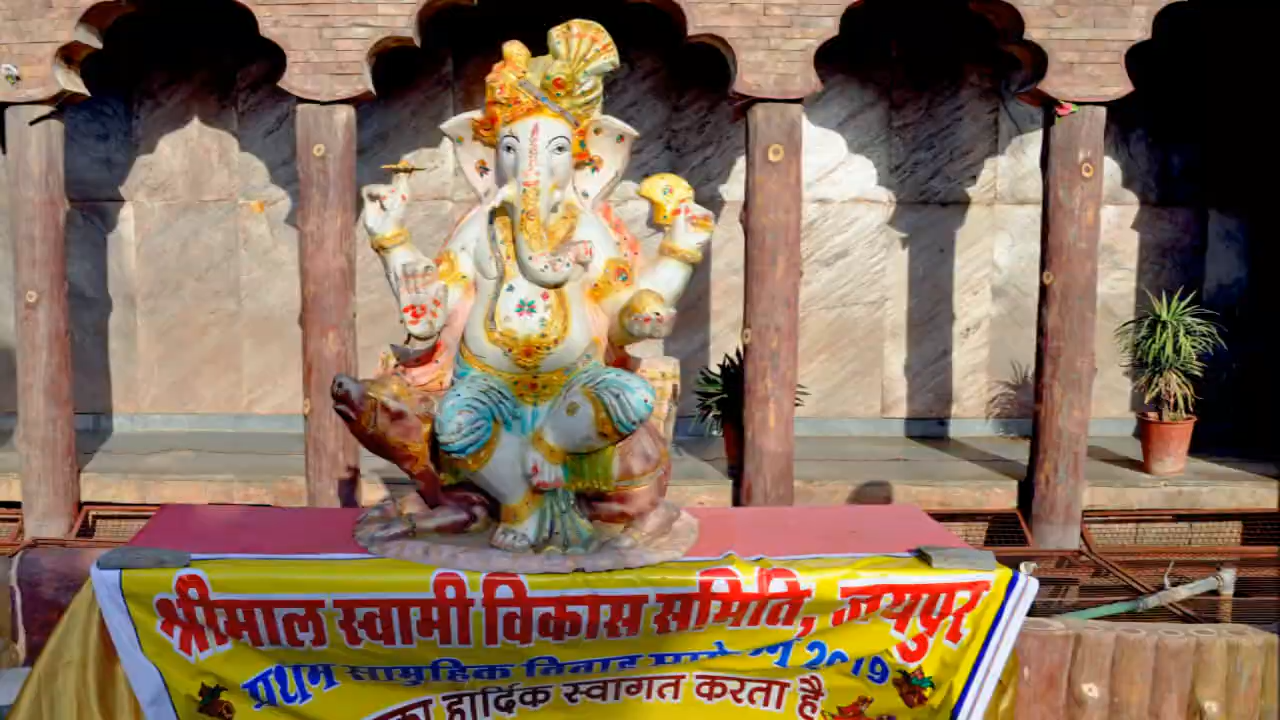 श्रीमाल स्वामी विकास समिति, जयपुर
प्रथम सामुहिक विवाह 2019
हार्दिक स्वागत करता है